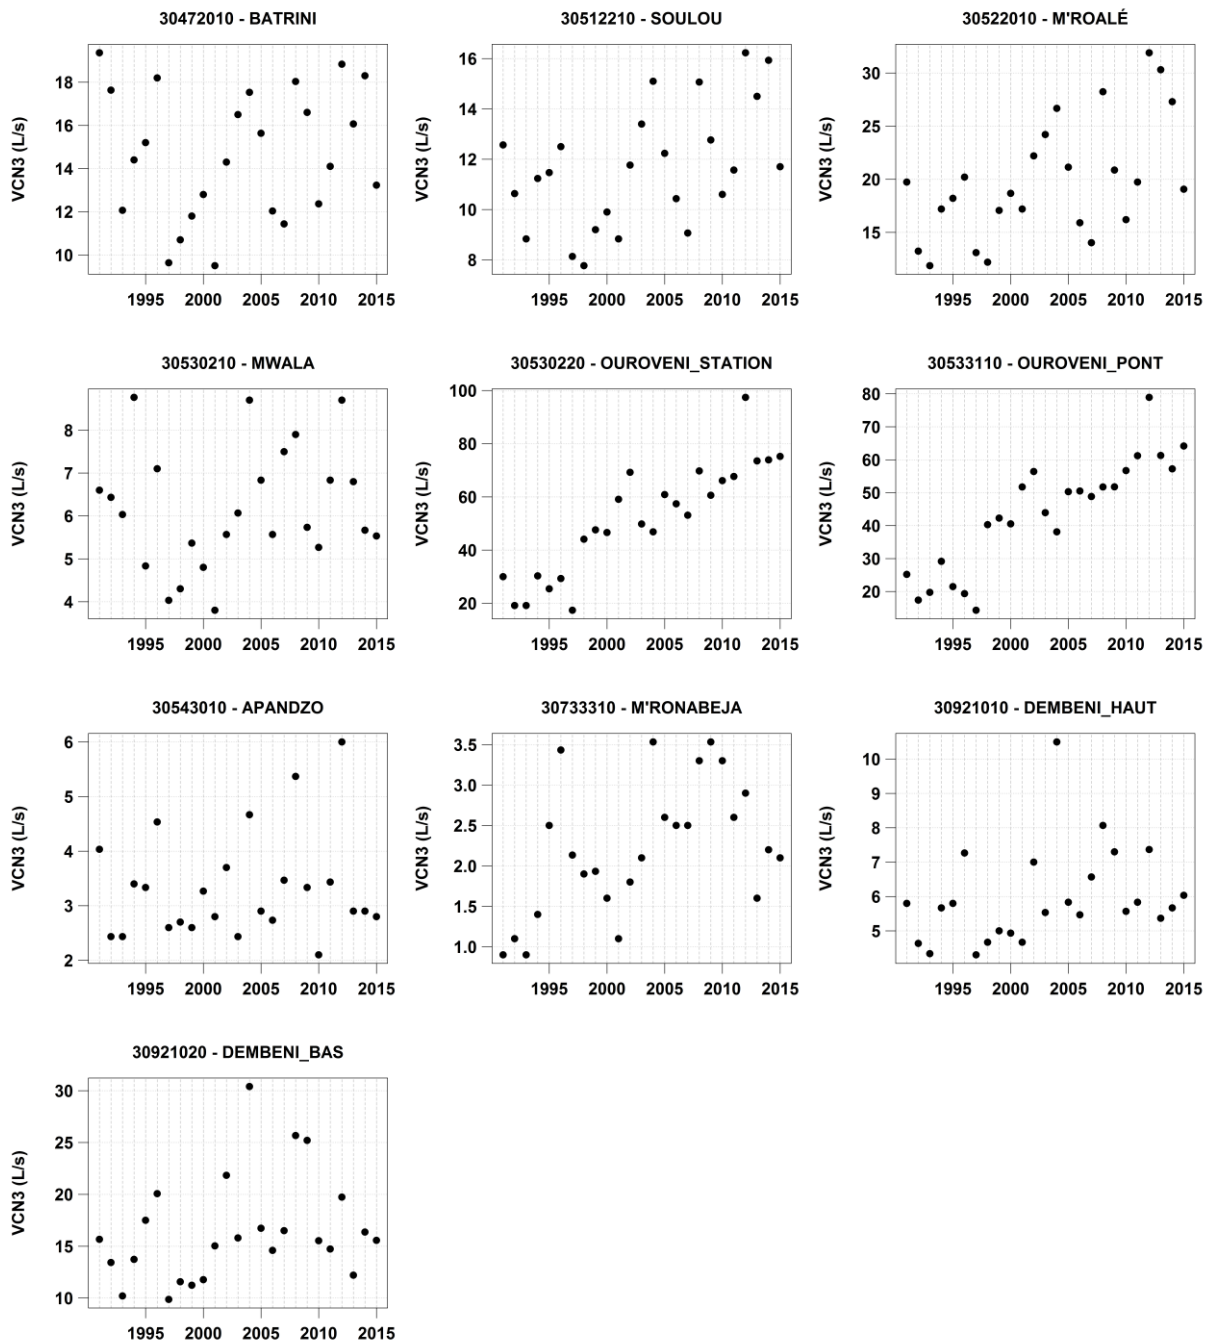 30472010 - BATRINI
VCN3 (L/s)
18
16
14
12
10
1995 2000 2005 2010 2015
30512210 - SOULOU
VCN3 (L/s)
16
14
12
10
8
1995 2000 2005 2010 2015
30522010 - M'ROALÉ
VCN3 (L/s)
30
25
20
15
1995 2000 2005 2010 2015
30530210 - MWALA
VCN3 (L/s)
8
7
6
5
4
1995 2000 2005 2010 2015
30530220 - OUROVENI_STATION
VCN3 (L/s)
100
80
60
40
20
1995 2000 2005 2010 2015
30533110 - OUROVENI_PONT
VCN3 (L/s)
80
70
60
50
40
30
20
1995 2000 2005 2010 2015
30543010 - APANDZO
VCN3 (L/s)
6
5
4
3
2
1995 2000 2005 2010 2015
30733310 - M'RONABEJA
VCN3 (L/s)
3.5
3.0
2.5
2.0
1.5
1.0
1995 2000 2005 2010 2015
30921010 - DEMBENI_HAUT
VCN3 (L/s)
10
9
8
7
6
5
1995 2000 2005 2010 2015
30921020 - DEMBENI_BAS
VCN3 (L/s)
30
25
20
15
10
1995 2000 2005 2010 2015